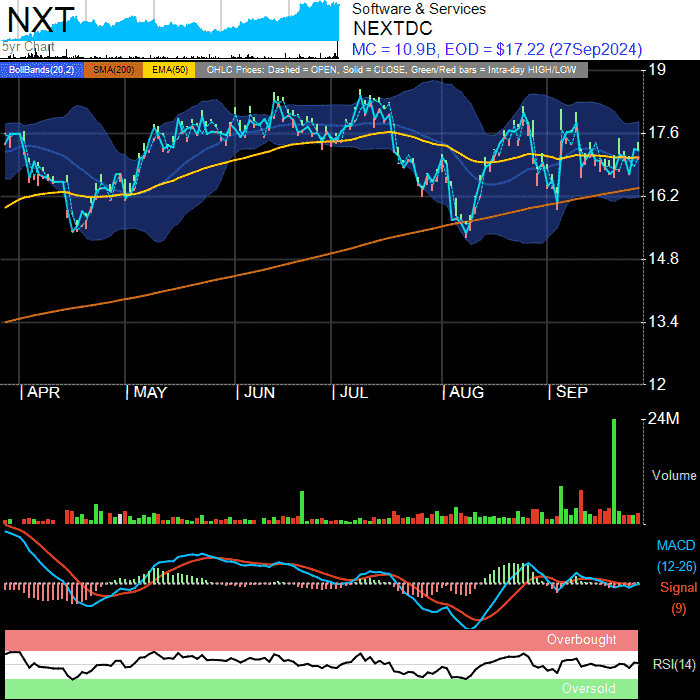 NXT
Software & Services
NEXTDC
5yr Chart
MC = 10.9B, EOD = $17.22 (27Sep2024)
BollBands(20,2) SMA(200) EMA(50) OHLC Prices: Dashed = OPEN, Solid = CLOSE, Green/Red bars = Intra-day HIGH/LOW
19
17.6
16.2
14.8
13.4
12
APR MAY JUN JUL AUG SEP
24M
Volume
MACD
(12-26)
Signal
(9)
Overbought
RSI(14)
Oversold